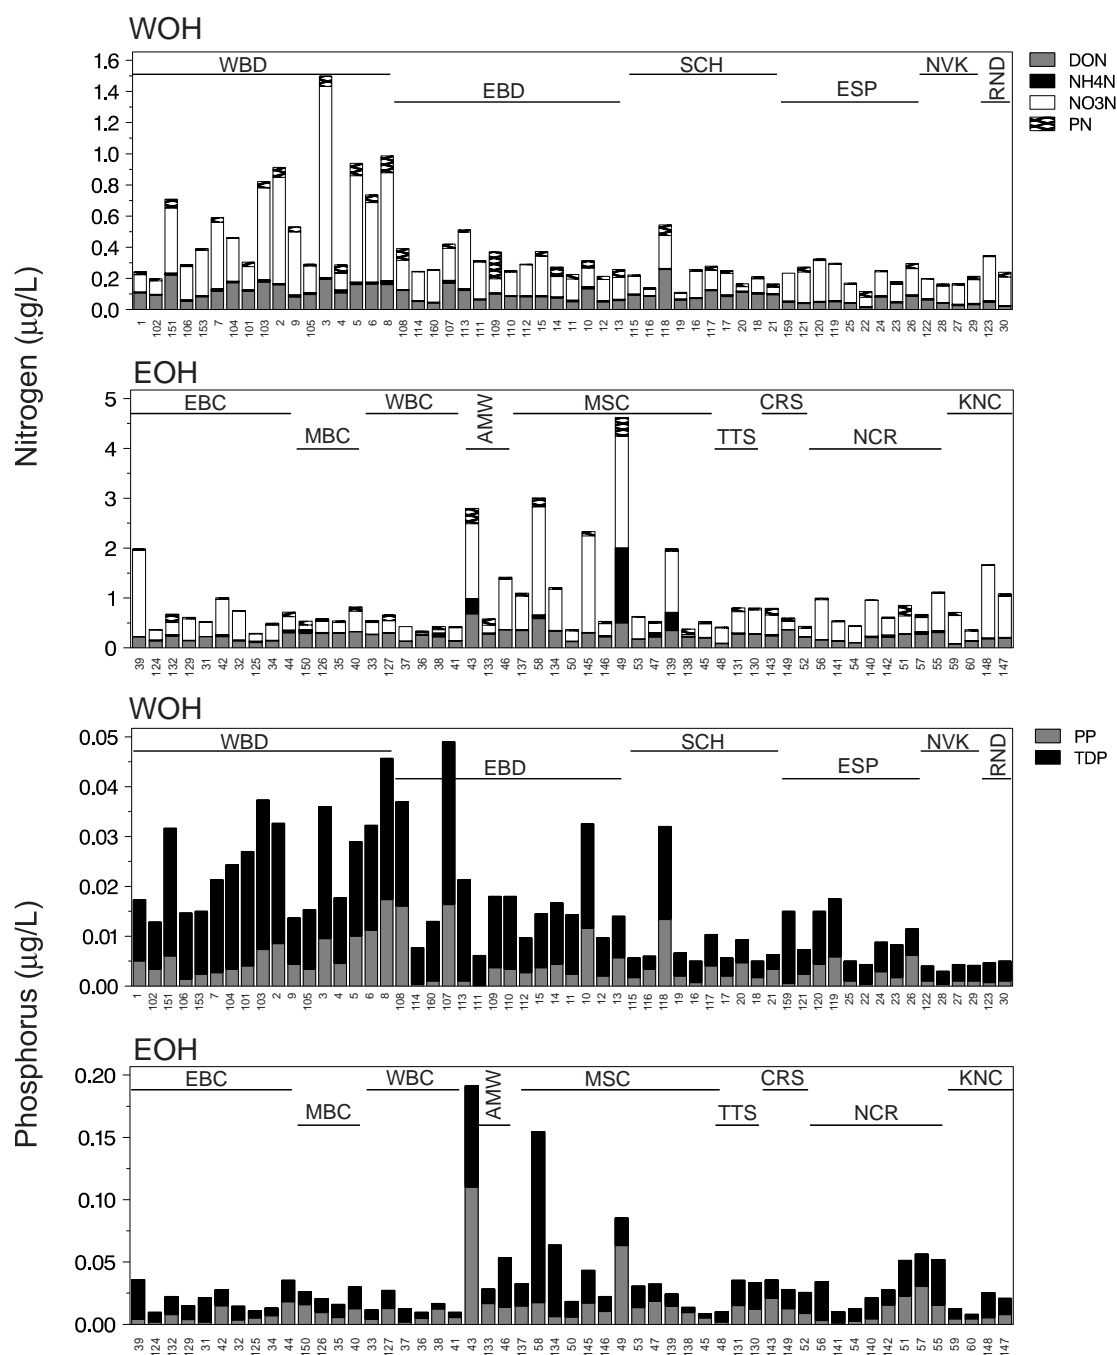 WOH
WBD
EBD
SCH
ESP
NVK
RND
DON
NH4N
NO3N
PN
1.6
1.4
1.2
1.0
0.8
0.6
0.4
0.2
0.0
1 102 151 106 153 7 104 101 103 2 9 105 3 4 5 6 8 108 114 160 107 113 111 109 110 112 15 14 11 10 12 13 115 116 118 19 16 117 17 20 18 21 159 121 120 119 25 22 24 23 26 122 28 27 29 123 30
Nitrogen (µg/L)
EOH
EBC
MBC
WBC
AMW
MSC
TTS
CRS
NCR
KNC
5
4
3
2
1
0
39 124 132 129 31 42 32 125 34 44 150 126 35 40 33 127 37 36 38 41 43 133 46 137 58 134 50 145 146 49 53 47 139 138 45 48 131 130 143 149 52 56 141 54 140 142 51 57 55 59 60 148 147
WOH
WBD
EBD
SCH
ESP
NVK
RND
PP
TDP
0.05
0.04
0.03
0.02
0.01
0.00
1 102 151 106 153 7 104 101 103 2 9 105 3 4 5 6 8 108 114 160 107 113 111 109 110 112 15 14 11 10 12 13 115 116 118 19 16 117 17 20 18 21 159 121 120 119 25 22 24 23 26 122 28 27 29 123 30
Phosphorus (µg/L)
EOH
EBC
MBC
WBC
AMW
MSC
TTS
CRS
NCR
KNC
0.20
0.15
0.10
0.05
0.00
39 124 132 129 31 42 32 125 34 44 150 126 35 40 33 127 37 36 38 41 43 133 46 137 58 134 50 145 146 49 53 47 139 138 45 48 131 130 143 149 52 56 141 54 140 142 51 57 55 59 60 148 147